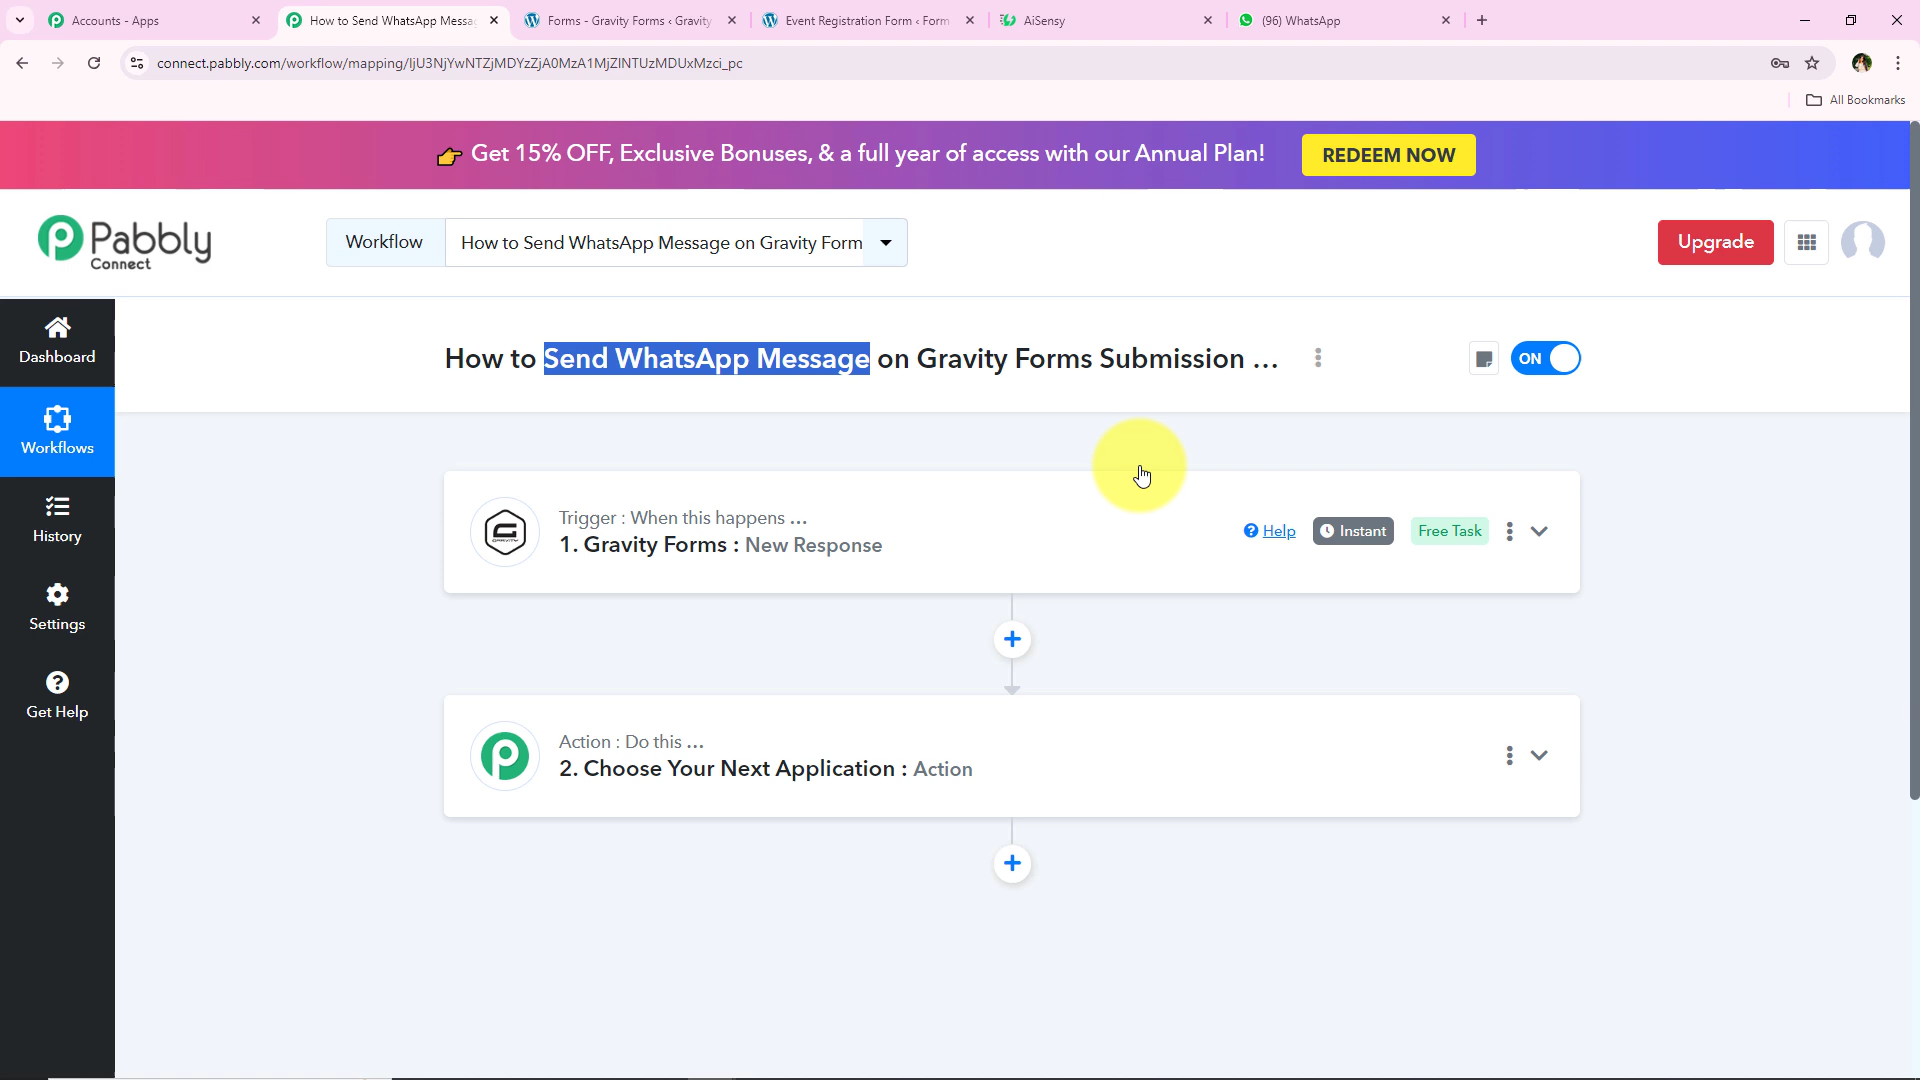 Accounts - Apps
How to Send WhatsApp Messag
Forms - Gravity Forms ‹ Gravity
Event Registration Form ‹ Form
AiSensy
(96) WhatsApp
connect.pabbly.com/workflow/mapping/IjU3NjYwNTZjMDYzZjA0MzA1MjZlNTUzMDUxMzci_pc
All Bookmarks
👉 Get 15% OFF, Exclusive Bonuses, & a full year of access with our Annual Plan!
REDEEM NOW
Pabbly
Connect
Workflow
How to Send WhatsApp Message on Gravity Form
Upgrade
How to Send WhatsApp Message on Gravity Forms Submission ...
ON
Dashboard
Workflows
History
Settings
Get Help
Trigger : When this happens ...
1. Gravity Forms : New Response
Help
Instant
Free Task
Action : Do this ...
2. Choose Your Next Application : Action